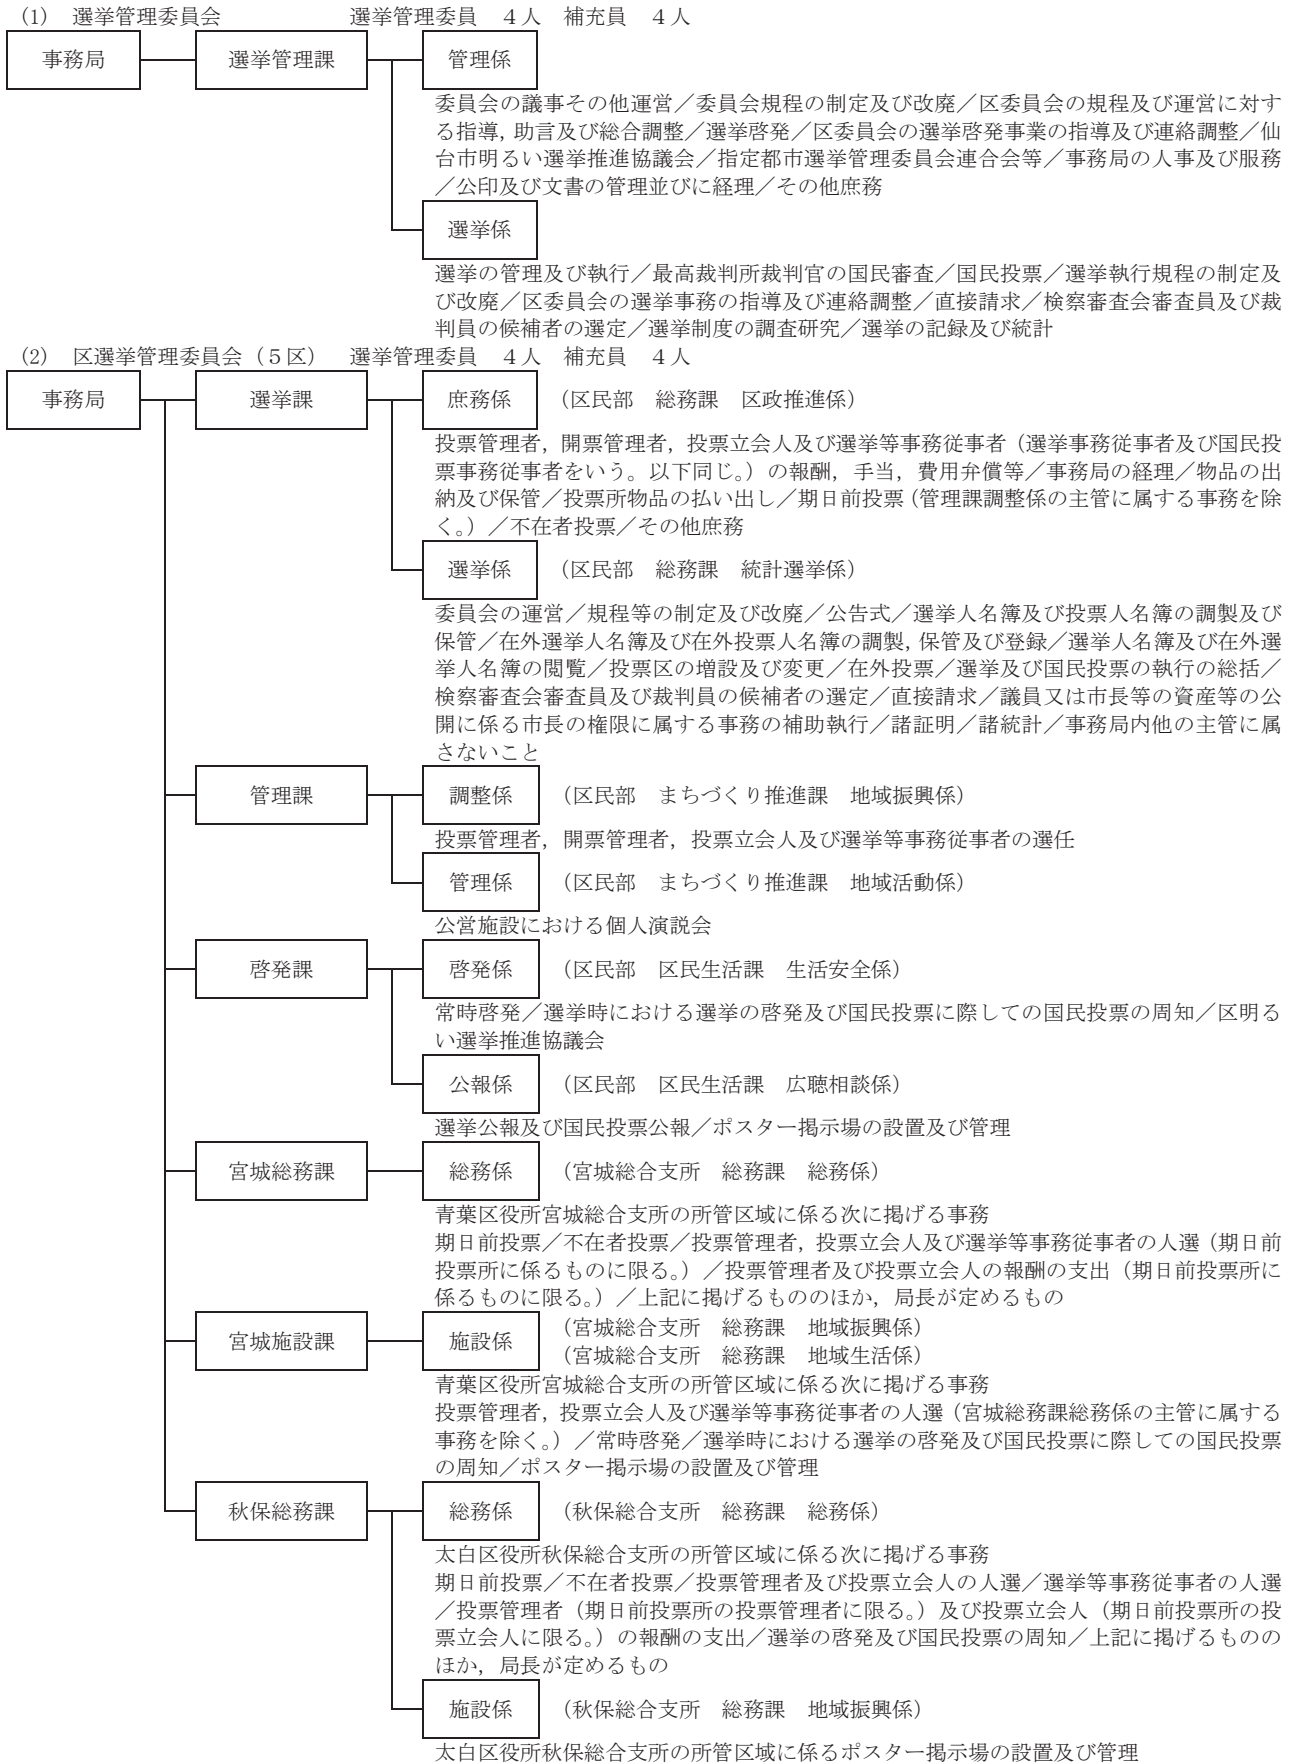 (1) 選挙管理委員会 選挙管理委員 4人 補充員 4人
事務局 選挙管理課 管理係
委員会の議事その他運営／委員会規程の制定及び改廃／区委員会の規程及び運営に対す
る指導，助言及び総合調整／選挙啓発／区委員会の選挙啓発事業の指導及び連絡調整／仙
台市明るい選挙推進協議会／指定都市選挙管理委員会連合会等／事務局の人事及び服務
／公印及び文書の管理並びに経理／その他庶務
選挙係
選挙の管理及び執行／最高裁判所裁判官の国民審査／国民投票／選挙執行規程の制定及
び改廃／区委員会の選挙事務の指導及び連絡調整／直接請求／検察審査会審査員及び裁
判員の候補者の選定／選挙制度の調査研究／選挙の記録及び統計
(2) 区選挙管理委員会（5区） 選挙管理委員 4人 補充員 4人
事務局 選挙課 庶務係 （区民部 総務課 区政推進係）
投票管理者，開票管理者，投票立会人及び選挙等事務従事者（選挙事務従事者及び国民投
票事務従事者をいう。以下同じ。）の報酬，手当，費用弁償等／事務局の経理／物品の出
納及び保管／投票所物品の払い出し／期日前投票（管理課調整係の主管に属する事務を除
く。）／不在者投票／その他庶務
選挙係 （区民部 総務課 統計選挙係）
委員会の運営／規程等の制定及び改廃／公告式／選挙人名簿及び投票人名簿の調製及び
保管／在外選挙人名簿及び在外投票人名簿の調製，保管及び登録／選挙人名簿及び在外選
挙人名簿の閲覧／投票区の増設及び変更／在外投票／選挙及び国民投票の執行の総括／
検察審査会審査員及び裁判員の候補者の選定／直接請求／議員又は市長等の資産等の公
開に係る市長の権限に属する事務の補助執行／諸証明／諸統計／事務局内他の主管に属
さないこと
管理課 調整係 （区民部 まちづくり推進課 地域振興係）
投票管理者，開票管理者，投票立会人及び選挙等事務従事者の選任
管理係 （区民部 まちづくり推進課 地域活動係）
公営施設における個人演説会
啓発課 啓発係 （区民部 区民生活課 生活安全係）
常時啓発／選挙時における選挙の啓発及び国民投票に際しての国民投票の周知／区明る
い選挙推進協議会
公報係 （区民部 区民生活課 広聴相談係）
選挙公報及び国民投票公報／ポスター掲示場の設置及び管理
宮城総務課 総務係 （宮城総合支所 総務課 総務係）
青葉区役所宮城総合支所の所管区域に係る次に掲げる事務
期日前投票／不在者投票／投票管理者，投票立会人及び選挙等事務従事者の人選（期日前
投票所に係るものに限る。）／投票管理者及び投票立会人の報酬の支出（期日前投票所に
係るものに限る。）／上記に掲げるもののほか，局長が定めるもの
宮城施設課 施設係 （宮城総合支所 総務課 地域振興係）
（宮城総合支所 総務課 地域生活係）
青葉区役所宮城総合支所の所管区域に係る次に掲げる事務
投票管理者，投票立会人及び選挙等事務従事者の人選（宮城総務課総務係の主管に属する
事務を除く。）／常時啓発／選挙時における選挙の啓発及び国民投票に際しての国民投票
の周知／ポスター掲示場の設置及び管理
秋保総務課 総務係 （秋保総合支所 総務課 総務係）
太白区役所秋保総合支所の所管区域に係る次に掲げる事務
期日前投票／不在者投票／投票管理者及び投票立会人の人選／選挙等事務従事者の人選
／投票管理者（期日前投票所の投票管理者に限る。）及び投票立会人（期日前投票所の投
票立会人に限る。）の報酬の支出／選挙の啓発及び国民投票の周知／上記に掲げるものの
ほか，局長が定めるもの
施設係 （秋保総合支所 総務課 地域振興係）
太白区役所秋保総合支所の所管区域に係るポスター掲示場の設置及び管理